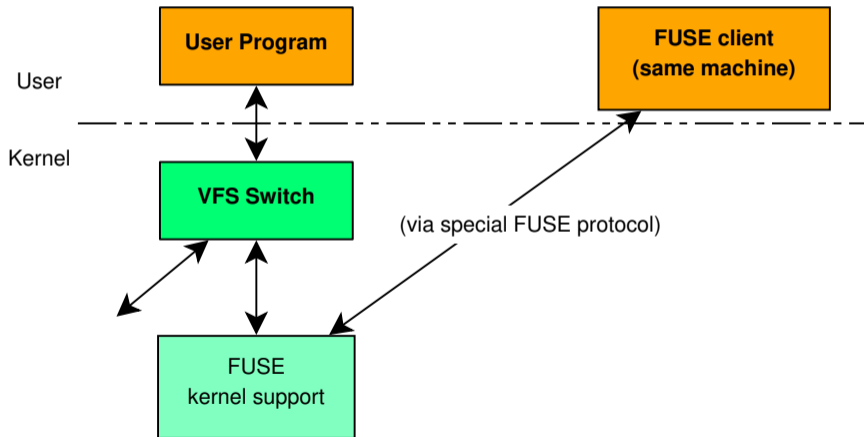 User Program
FUSE client
(same machine)
User
Kernel
VFS Switch
(via special FUSE protocol)
FUSE
kernel support